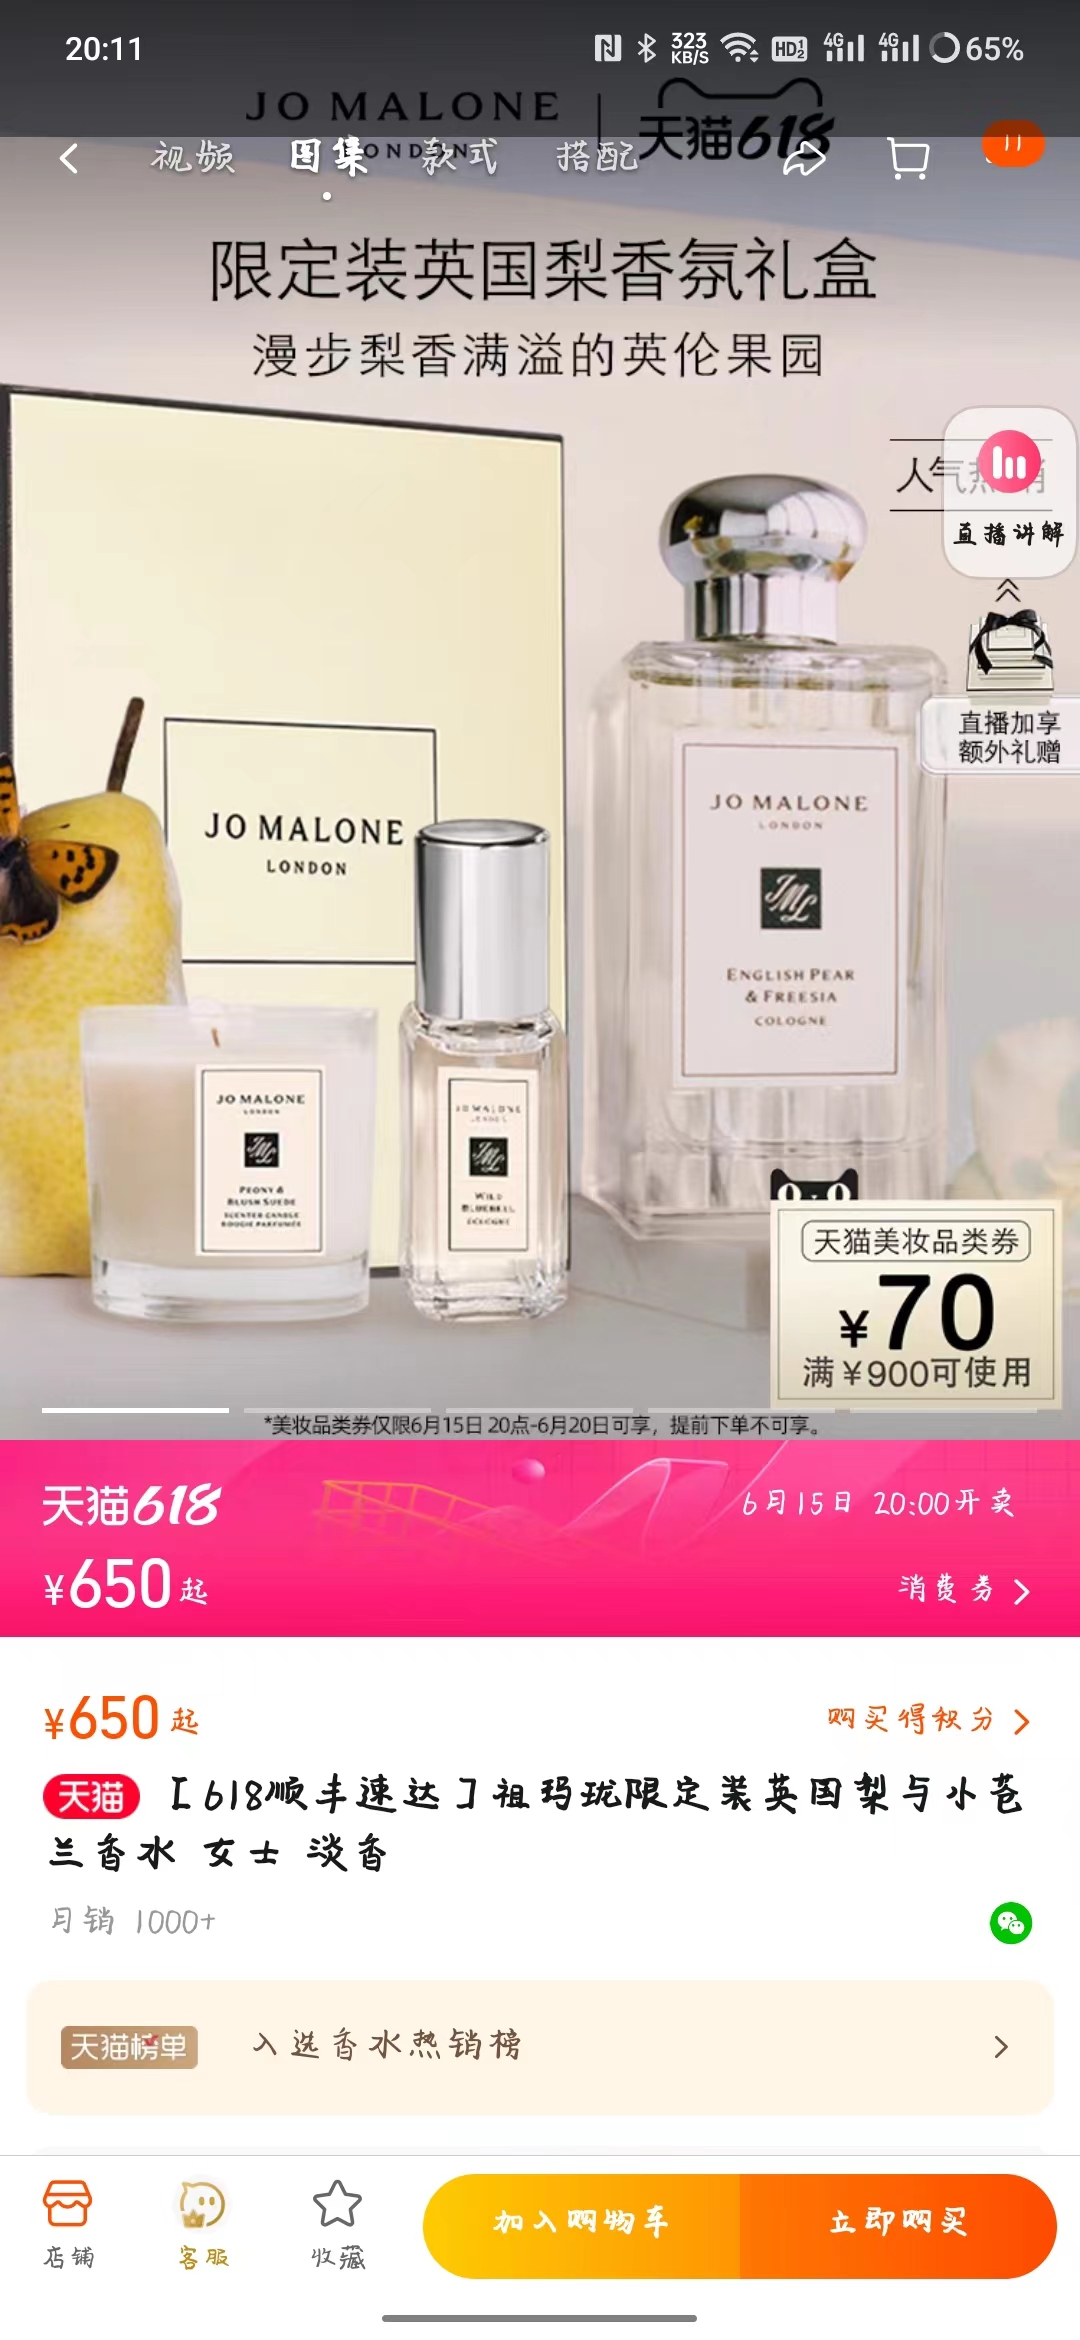 20:11
323
KB/S
HD 1 2
4G
4G
65%
JO MALONE
LONDON
天猫618
视频
图集
款式
搭配
限定装英国梨香氛礼盒
漫步梨香满溢的英伦果园
人气热销
直播讲解
直播加享
额外礼赠
JO MALONE
LONDON
JO MALONE
LONDON
JML
ENGLISH PEAR
& FREESIA
COLOGNE
JO MALONE
LONDON
JML
PEONY &
BLUSH SUEDE
SCENTED CANDLE
BOUGIE PARFUMÉE
JO MALONE
LONDON
JML
WILD
BLUEBELL
COLOGNE
天猫美妆品类券
¥70
满¥900可使用
*美妆品类券仅限6月15日 20点-6月20日可享，提前下单不可享。
天猫618
6月15日 20:00开卖
¥650起
消费券
¥650起
购买得积分
天猫 【618顺丰速达】祖玛珑限定装英国梨与小苍
兰香水 女士 淡香
月销 1000+
天猫榜单
入选香水热销榜
店铺
客服
收藏
加入购物车
立即购买